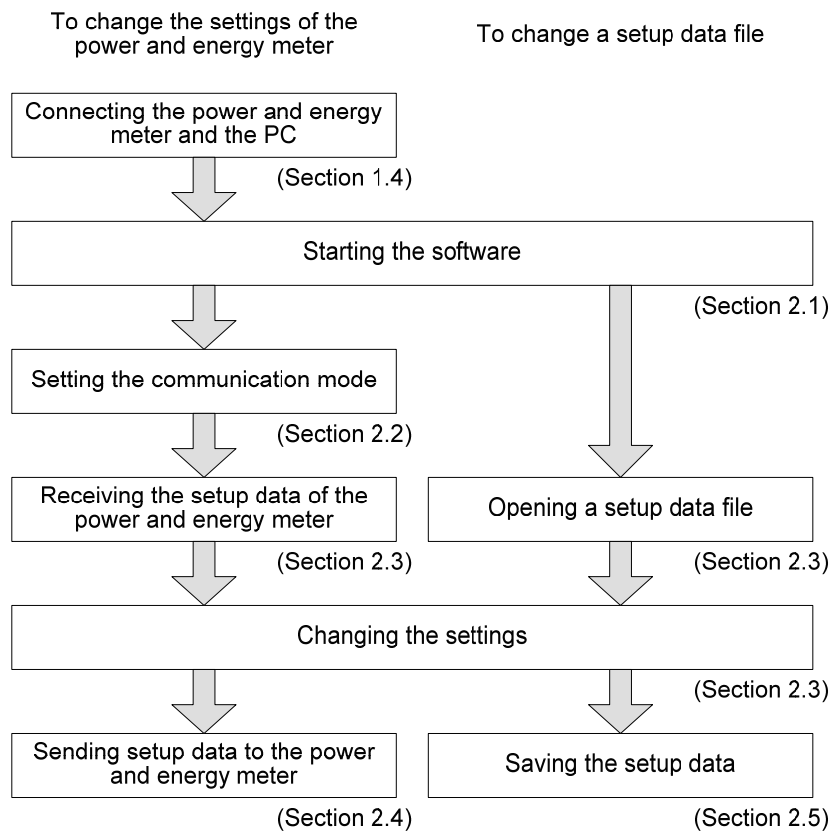 To change the settings of the
power and energy meter
To change a setup data file
Connecting the power and energy
meter and the PC
(Section 1.4)
Starting the software
(Section 2.1)
Setting the communication mode
(Section 2.2)
Receiving the setup data of the
power and energy meter
Opening a setup data file
(Section 2.3)
(Section 2.3)
Changing the settings
(Section 2.3)
Sending setup data to the power
and energy meter
Saving the setup data
(Section 2.4)
(Section 2.5)